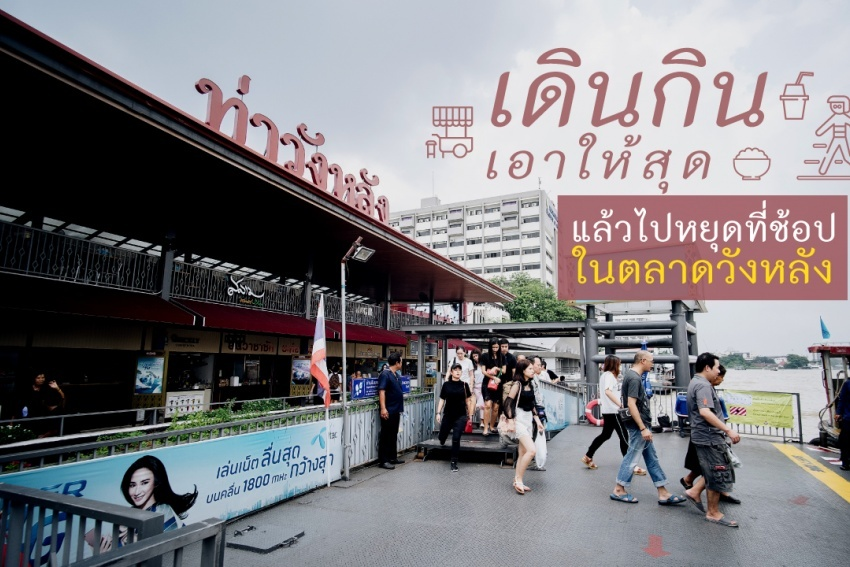 เดินกิน
เอาให้สุด
แล้วไปหยุดที่ช้อป
ในตลาดวังหลัง
ท่าวังหลัง
เล่นเน็ตลื่นสุด
บนคลื่น 1800 MHz กว้างสุด
dtac